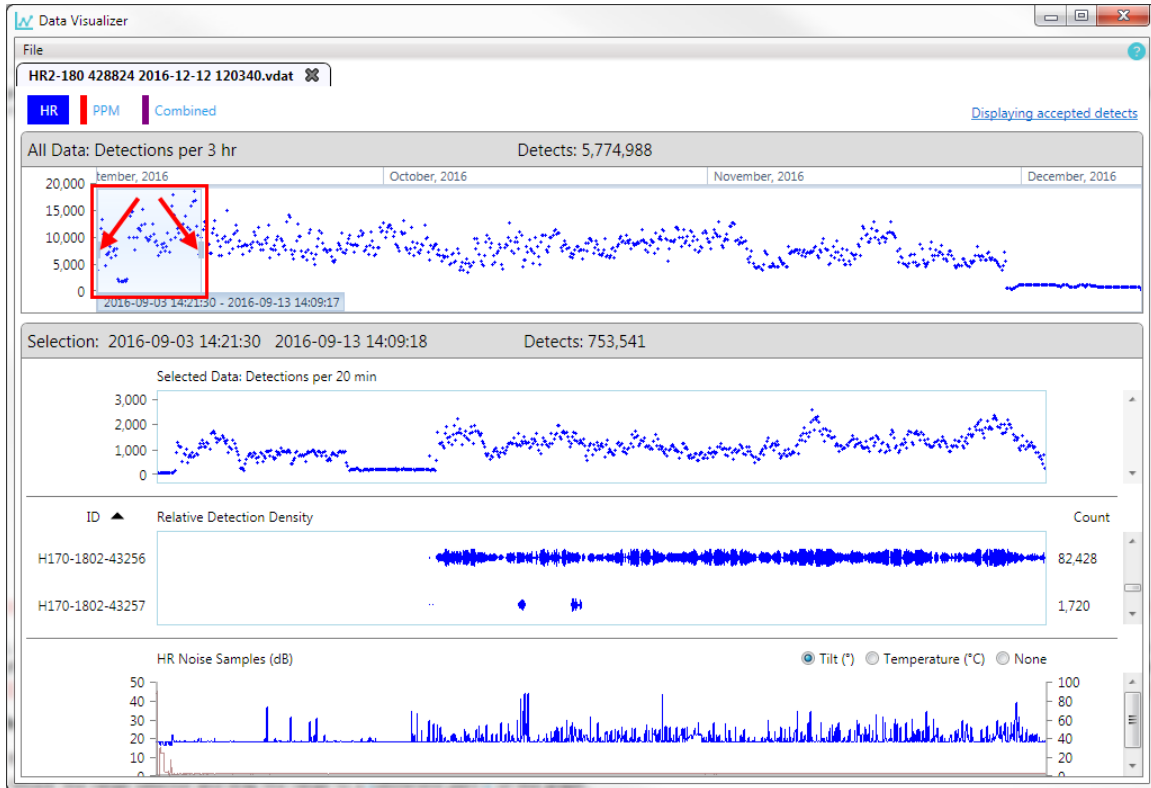 Data Visualizer
File
HR2-180 428824 2016-12-12 120340.vdat
HR PPM Combined Displaying accepted detects
All Data: Detections per 3 hr Detects: 5,774,988
tember, 2016 October, 2016 November, 2016 December, 2016
20,000
15,000
10,000
5,000
0
2016-09-03 14:21:30 - 2016-09-13 14:09:17
Selection: 2016-09-03 14:21:30 2016-09-13 14:09:18 Detects: 753,541
Selected Data: Detections per 20 min
3,000
2,000
1,000
0
ID Relative Detection Density Count
H170-1802-43256 82,428
H170-1802-43257 1,720
HR Noise Samples (dB) Tilt (°) Temperature (°C) None
50 100
40 80
30 60
20 40
10 20
0 0